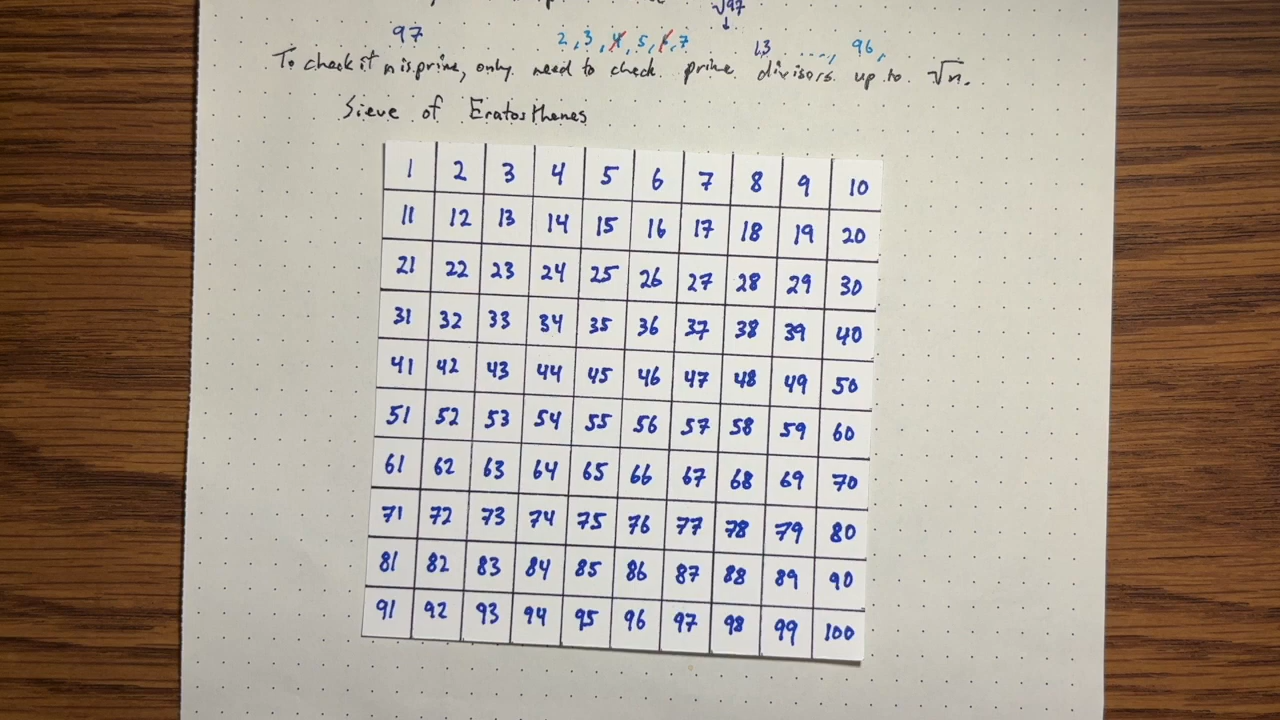 √97
↓
97 2, 3, 4, 5, 6, 7 13 ...., 96,
To check if n is prime, only need to check prime divisors up to √n.
Sieve of Eratosthenes
1 2 3 4 5 6 7 8 9 10
11 12 13 14 15 16 17 18 19 20
21 22 23 24 25 26 27 28 29 30
31 32 33 34 35 36 37 38 39 40
41 42 43 44 45 46 47 48 49 50
51 52 53 54 55 56 57 58 59 60
61 62 63 64 65 66 67 68 69 70
71 72 73 74 75 76 77 78 79 80
81 82 83 84 85 86 87 88 89 90
91 92 93 94 95 96 97 98 99 100